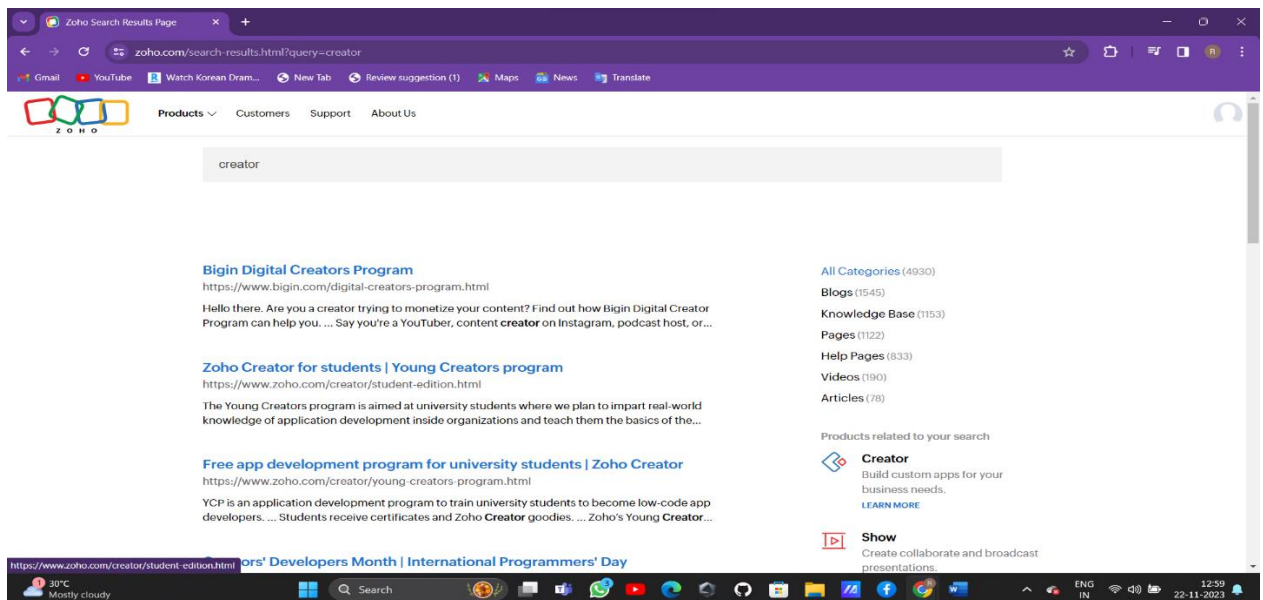 Zoho Search Results Page
zoho.com/search-results.html?query=creator
Gmail YouTube Watch Korean Dram... New Tab Review suggestion (1) Maps News Translate
ZOHO Products Customers Support About Us
creator
Bigin Digital Creators Program
https://www.bigin.com/digital-creators-program.html
Hello there. Are you a creator trying to monetize your content? Find out how Bigin Digital Creator
Program can help you. ... Say you're a YouTuber, content creator on Instagram, podcast host, or...
Zoho Creator for students | Young Creators program
https://www.zoho.com/creator/student-edition.html
The Young Creators program is aimed at university students where we plan to impart real-world
knowledge of application development inside organizations and teach them the basics of the...
Free app development program for university students | Zoho Creator
https://www.zoho.com/creator/young-creators-program.html
YCP is an application development program to train university students to become low-code app
developers. ... Students receive certificates and Zoho Creator goodies. ... Zoho's Young Creator...
ors' Developers Month | International Programmers' Day
All Categories (4930)
Blogs (1545)
Knowledge Base (1153)
Pages (1122)
Help Pages (833)
Videos (190)
Articles (78)
Products related to your search
Creator
Build custom apps for your
business needs.
LEARN MORE
Show
Create collaborate and broadcast
presentations.
https://www.zoho.com/creator/student-edition.html
1 30°C
Mostly cloudy
Search
3
ENG
IN
12:59
22-11-2023